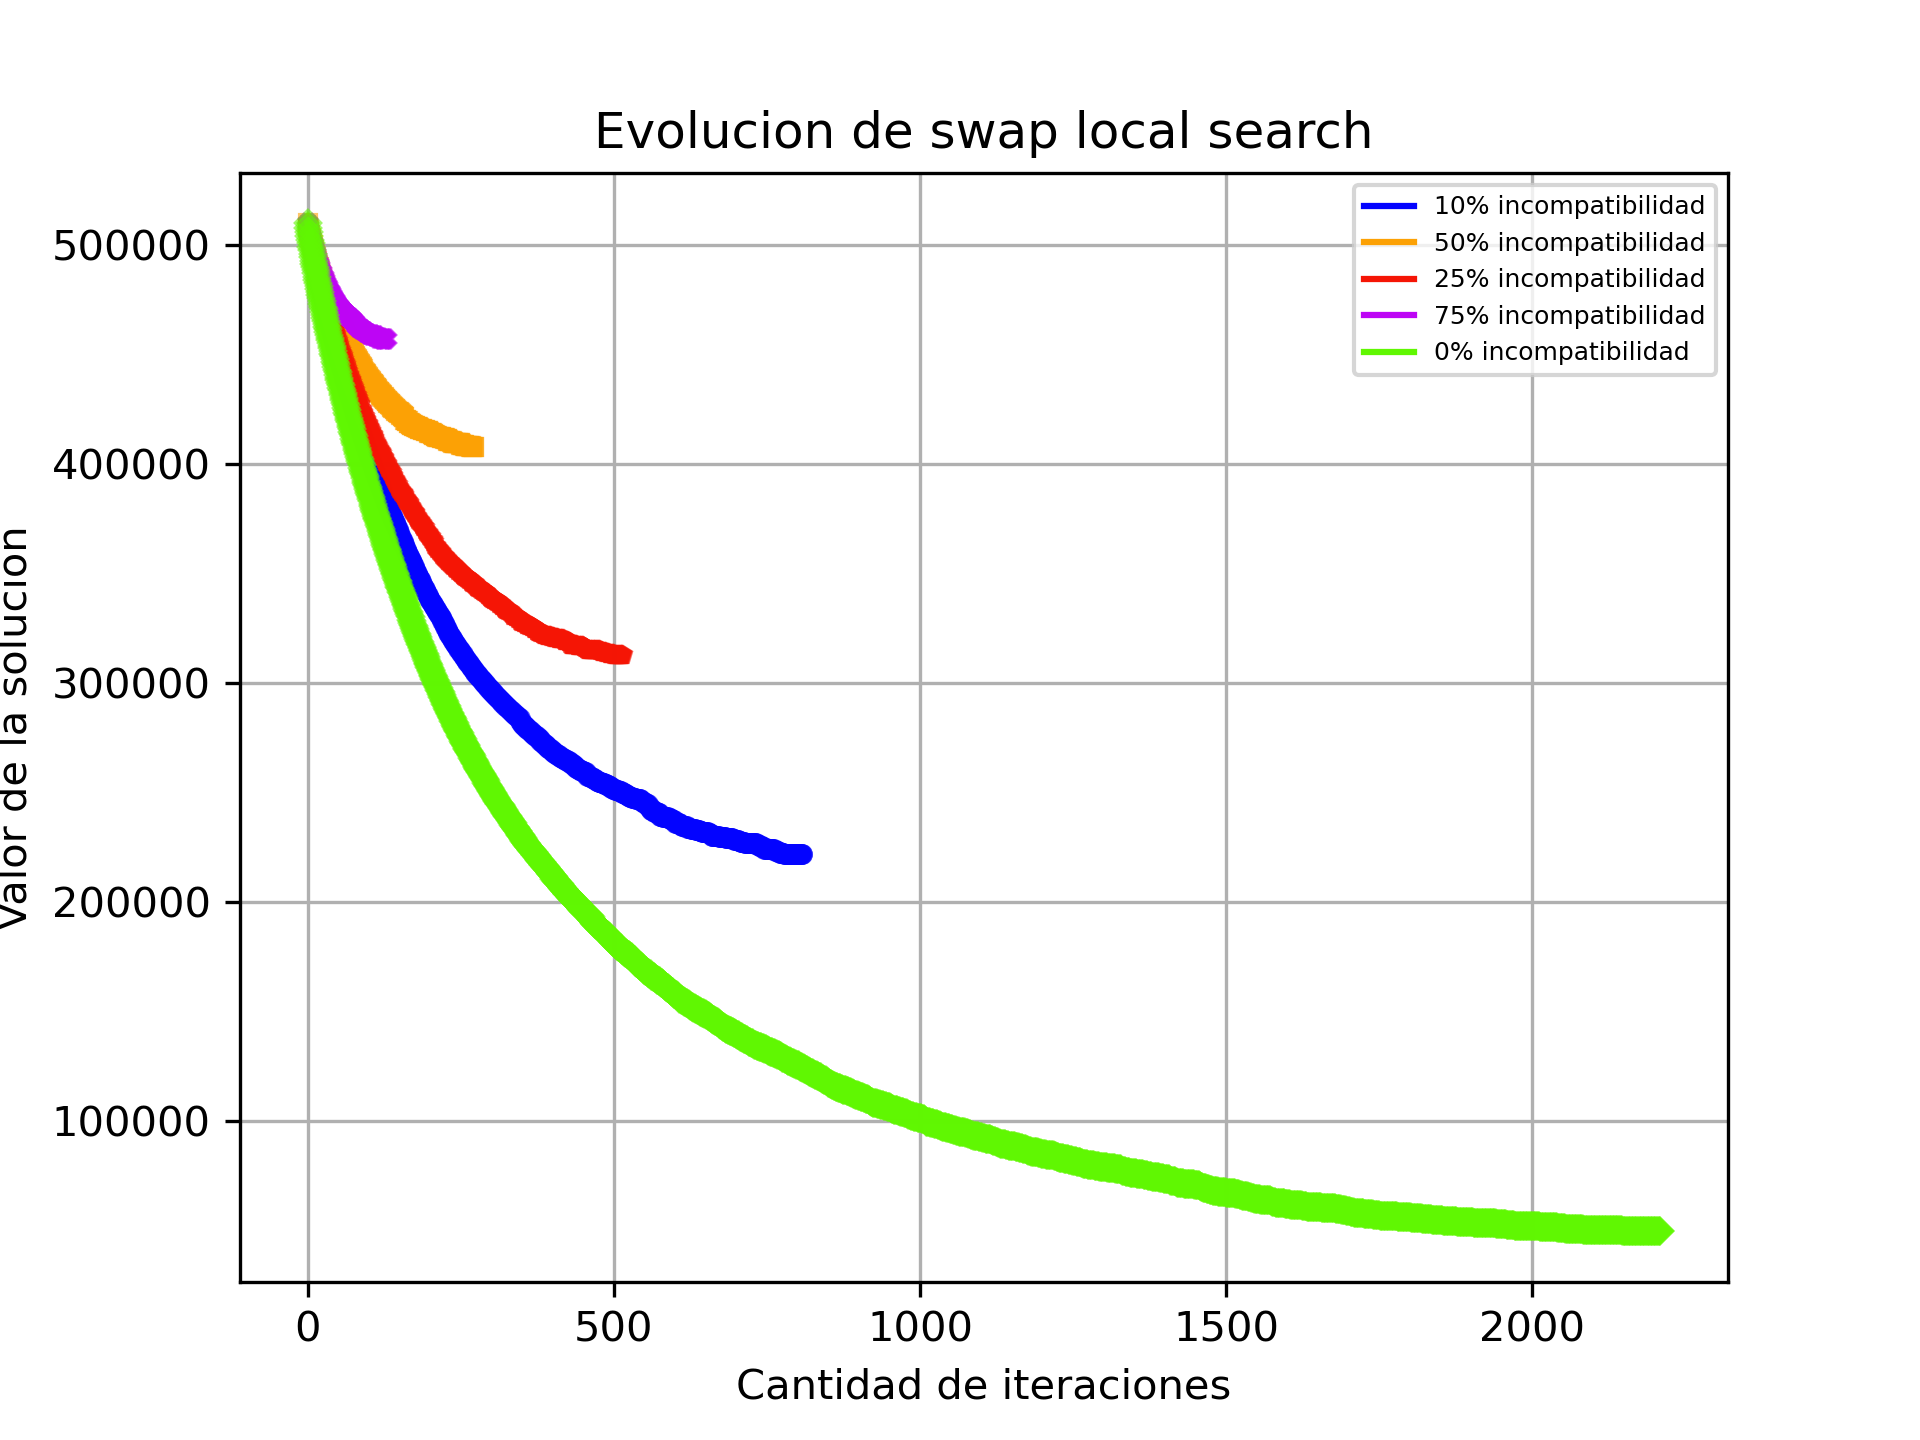 Evolucion de swap local search
10% incompatibilidad
50% incompatibilidad
25% incompatibilidad
75% incompatibilidad
0% incompatibilidad
Valor de la solucion
500000
400000
300000
200000
100000
0 500 1000 1500 2000
Cantidad de iteraciones